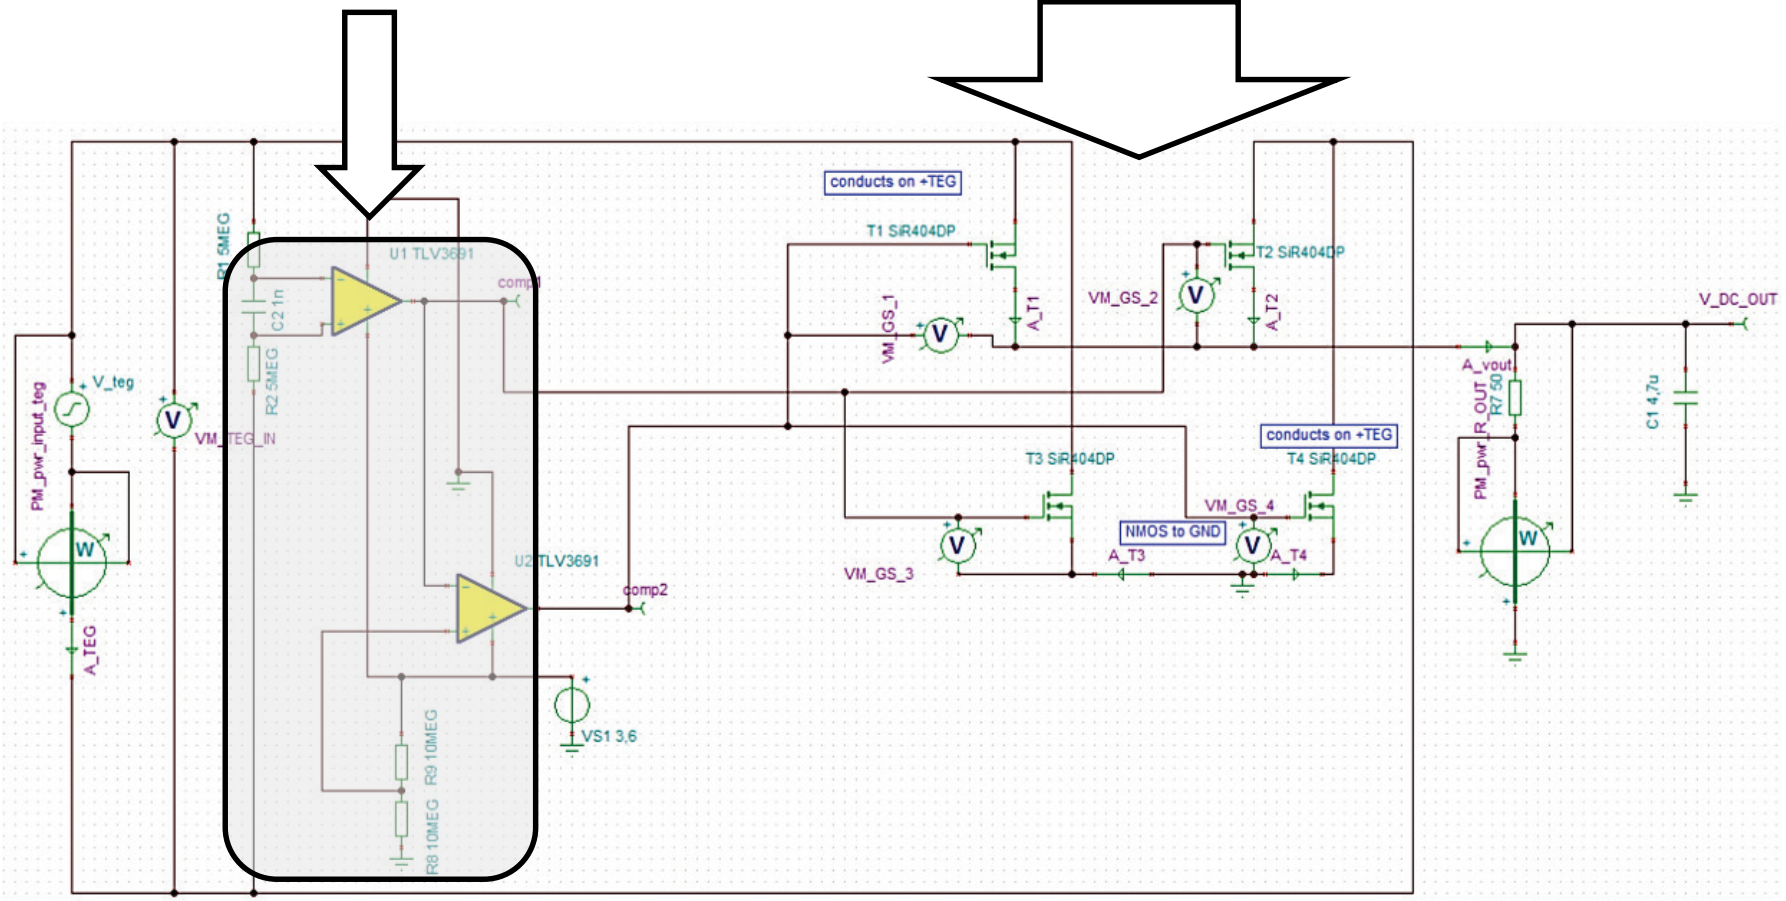 conducts on +TEG
T1 SiR404DP
T2 SiR404DP
R1 5MEG
U1 TLV3691
comp1
C2 1n
VM_GS_1
A_T1
VM_GS_2
A_T2
V
V
V_DC_OUT
V_teg
PM_pwr_input_teg
V
VM_TEG_IN
R2 5MEG
A_vout
R7 50
C1 4,7u
conducts on +TEG
T3 SiR404DP
T4 SiR404DP
PM_pwr_R_OUT
VM_GS_4
NMOS to GND
V
V
A_T3
A_T4
VM_GS_3
W
W
U2 TLV3691
comp2
A_TEG
VS1 3,6
R9 10MEG
R8 10MEG